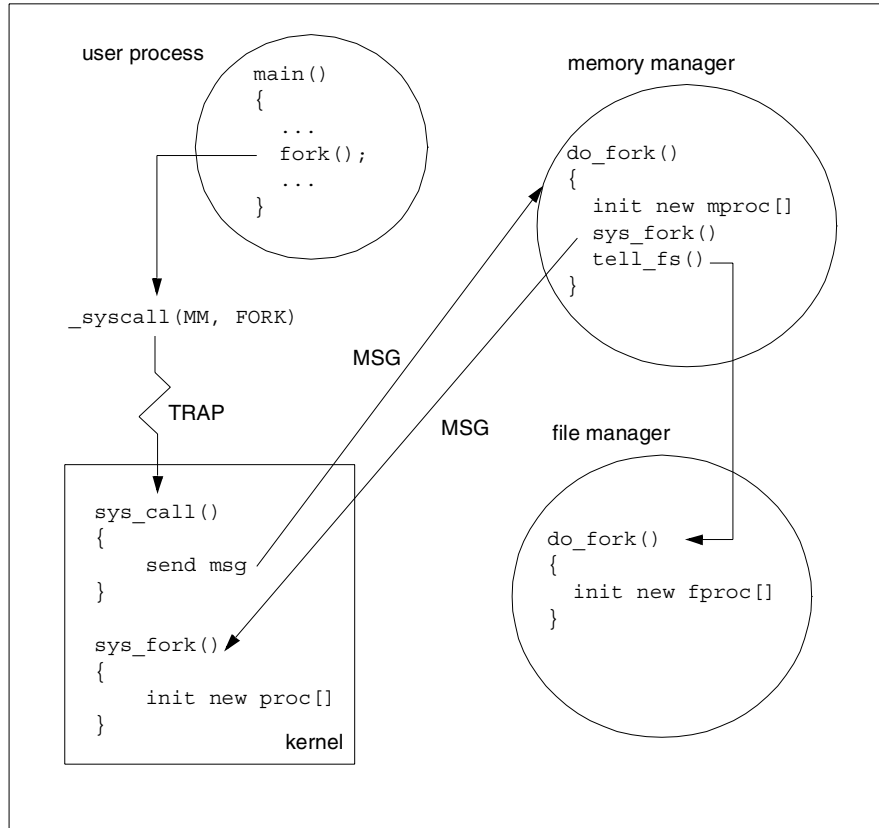 user process
main()
{
...
fork();
...
}
_syscall(MM, FORK)
TRAP
sys_call()
{
send msg
}
sys_fork()
{
init new proc[]
}
kernel
MSG
MSG
memory manager
do_fork()
{
init new mproc[]
sys_fork()
tell_fs()
}
file manager
do_fork()
{
init new fproc[]
}